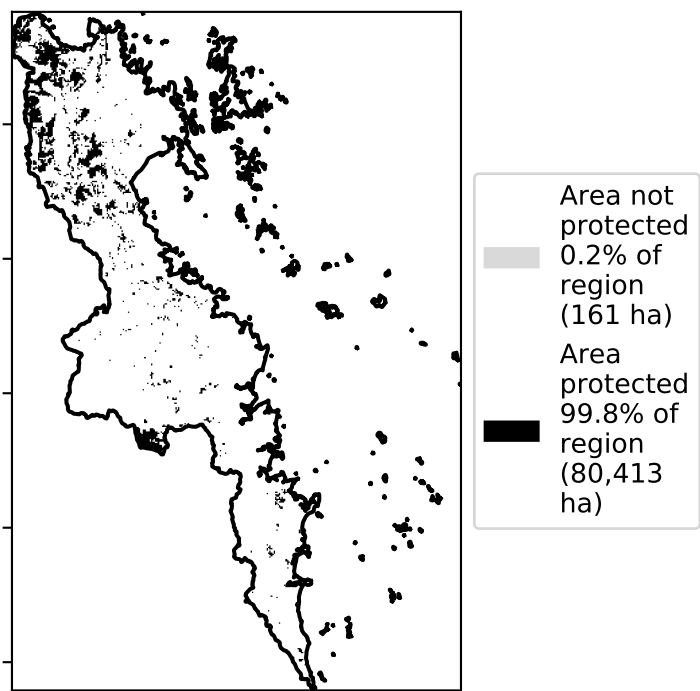 Area not
protected
0.2% of
region
(161 ha)
Area
protected
99.8% of
region
(80,413
ha)